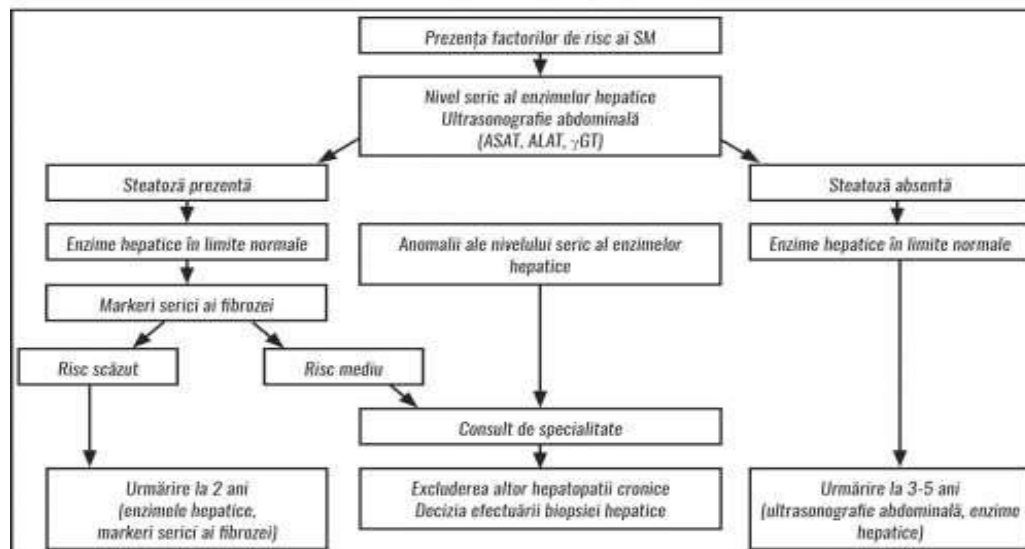 Prezența factorilor de risc ai SM
Nivel seric al enzimelor hepatice
Ultrasonografie abdominală
(ASAT, ALAT, γGT)
Steatoză prezentă
Steatoză absentă
Enzime hepatice în limite normale
Anomalii ale nivelului seric al enzimelor
hepatice
Enzime hepatice în limite normale
Markeri serici ai fibrozei
Risc scăzut
Risc mediu
Consult de specialitate
Urmărire la 2 ani
(enzimele hepatice,
markeri serici ai fibrozei)
Excluderea altor hepatopatii cronice
Decizia efectuării biopsiei hepatice
Urmărire la 3-5 ani
(ultrasonografie abdominală, enzime
hepatice)